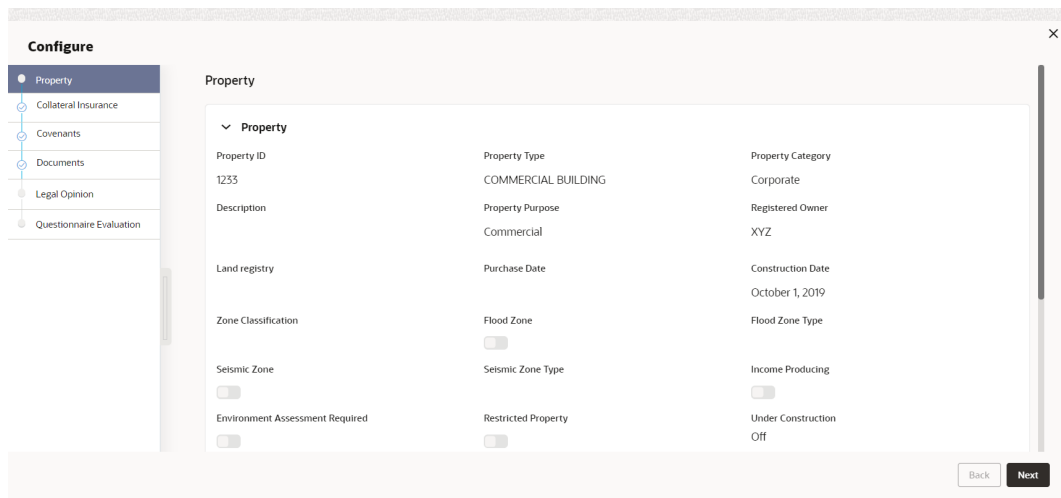 Configure
Property
Collateral Insurance
Covenants
Documents
Legal Opinion
Questionnaire Evaluation
Property
Property
Property ID Property Type Property Category
1233 COMMERCIAL BUILDING Corporate
Description Property Purpose Registered Owner
Commercial XYZ
Land registry Purchase Date Construction Date
October 1, 2019
Zone Classification Flood Zone Flood Zone Type
Seismic Zone Seismic Zone Type Income Producing
Environment Assessment Required Restricted Property Under Construction
Off
Back Next